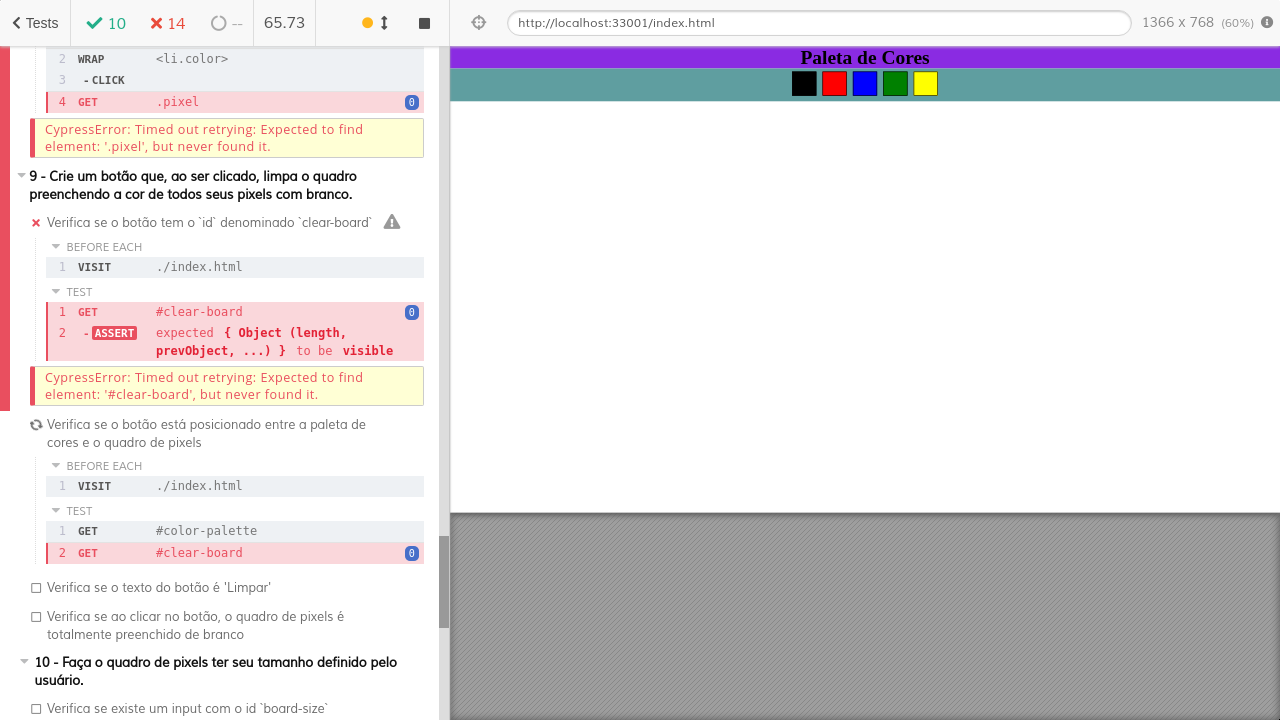 Tests
10
14
--
65.73
http://localhost:33001/index.html
1366 x 768 (60%)
2 WRAP <li.color>
3 -CLICK
4 GET .pixel 0
CypressError: Timed out retrying: Expected to find
element: '.pixel', but never found it.
9 - Crie um botão que, ao ser clicado, limpa o quadro
preenchendo a cor de todos seus pixels com branco.
Verifica se o botão tem o `id` denominado `clear-board`
BEFORE EACH
1 VISIT ./index.html
TEST
1 GET #clear-board 0
2 -ASSERT expected { Object (length,
prevObject, ...) } to be visible
CypressError: Timed out retrying: Expected to find
element: '#clear-board', but never found it.
Verifica se o botão está posicionado entre a paleta de
cores e o quadro de pixels
BEFORE EACH
1 VISIT ./index.html
TEST
1 GET #color-palette
2 GET #clear-board 0
Verifica se o texto do botão é 'Limpar'
Verifica se ao clicar no botão, o quadro de pixels é
totalmente preenchido de branco
10 - Faça o quadro de pixels ter seu tamanho definido pelo
usuário.
Verifica se existe um input com o id `board-size`
Paleta de Cores